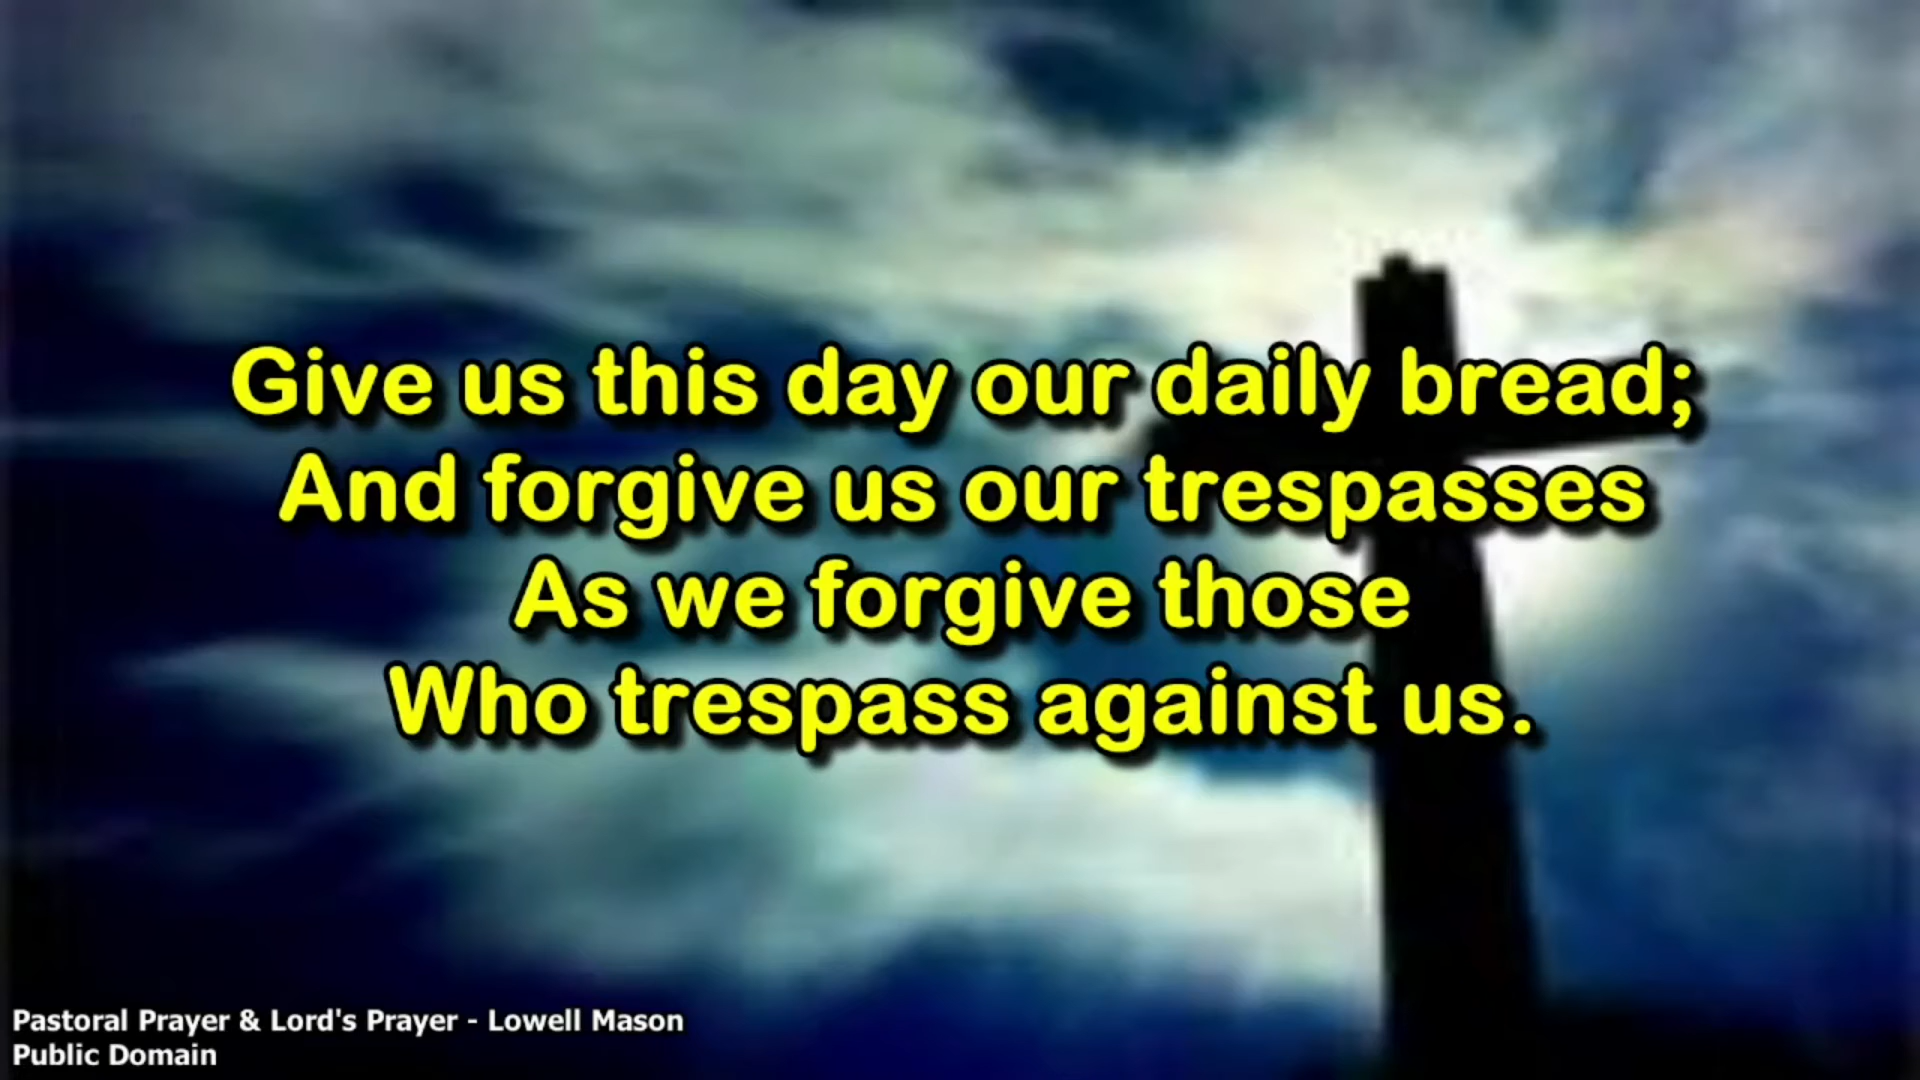 Give us this day our daily bread;
And forgive us our trespasses
As we forgive those
Who trespass against us.
Pastoral Prayer & Lord's Prayer - Lowell Mason
Public Domain